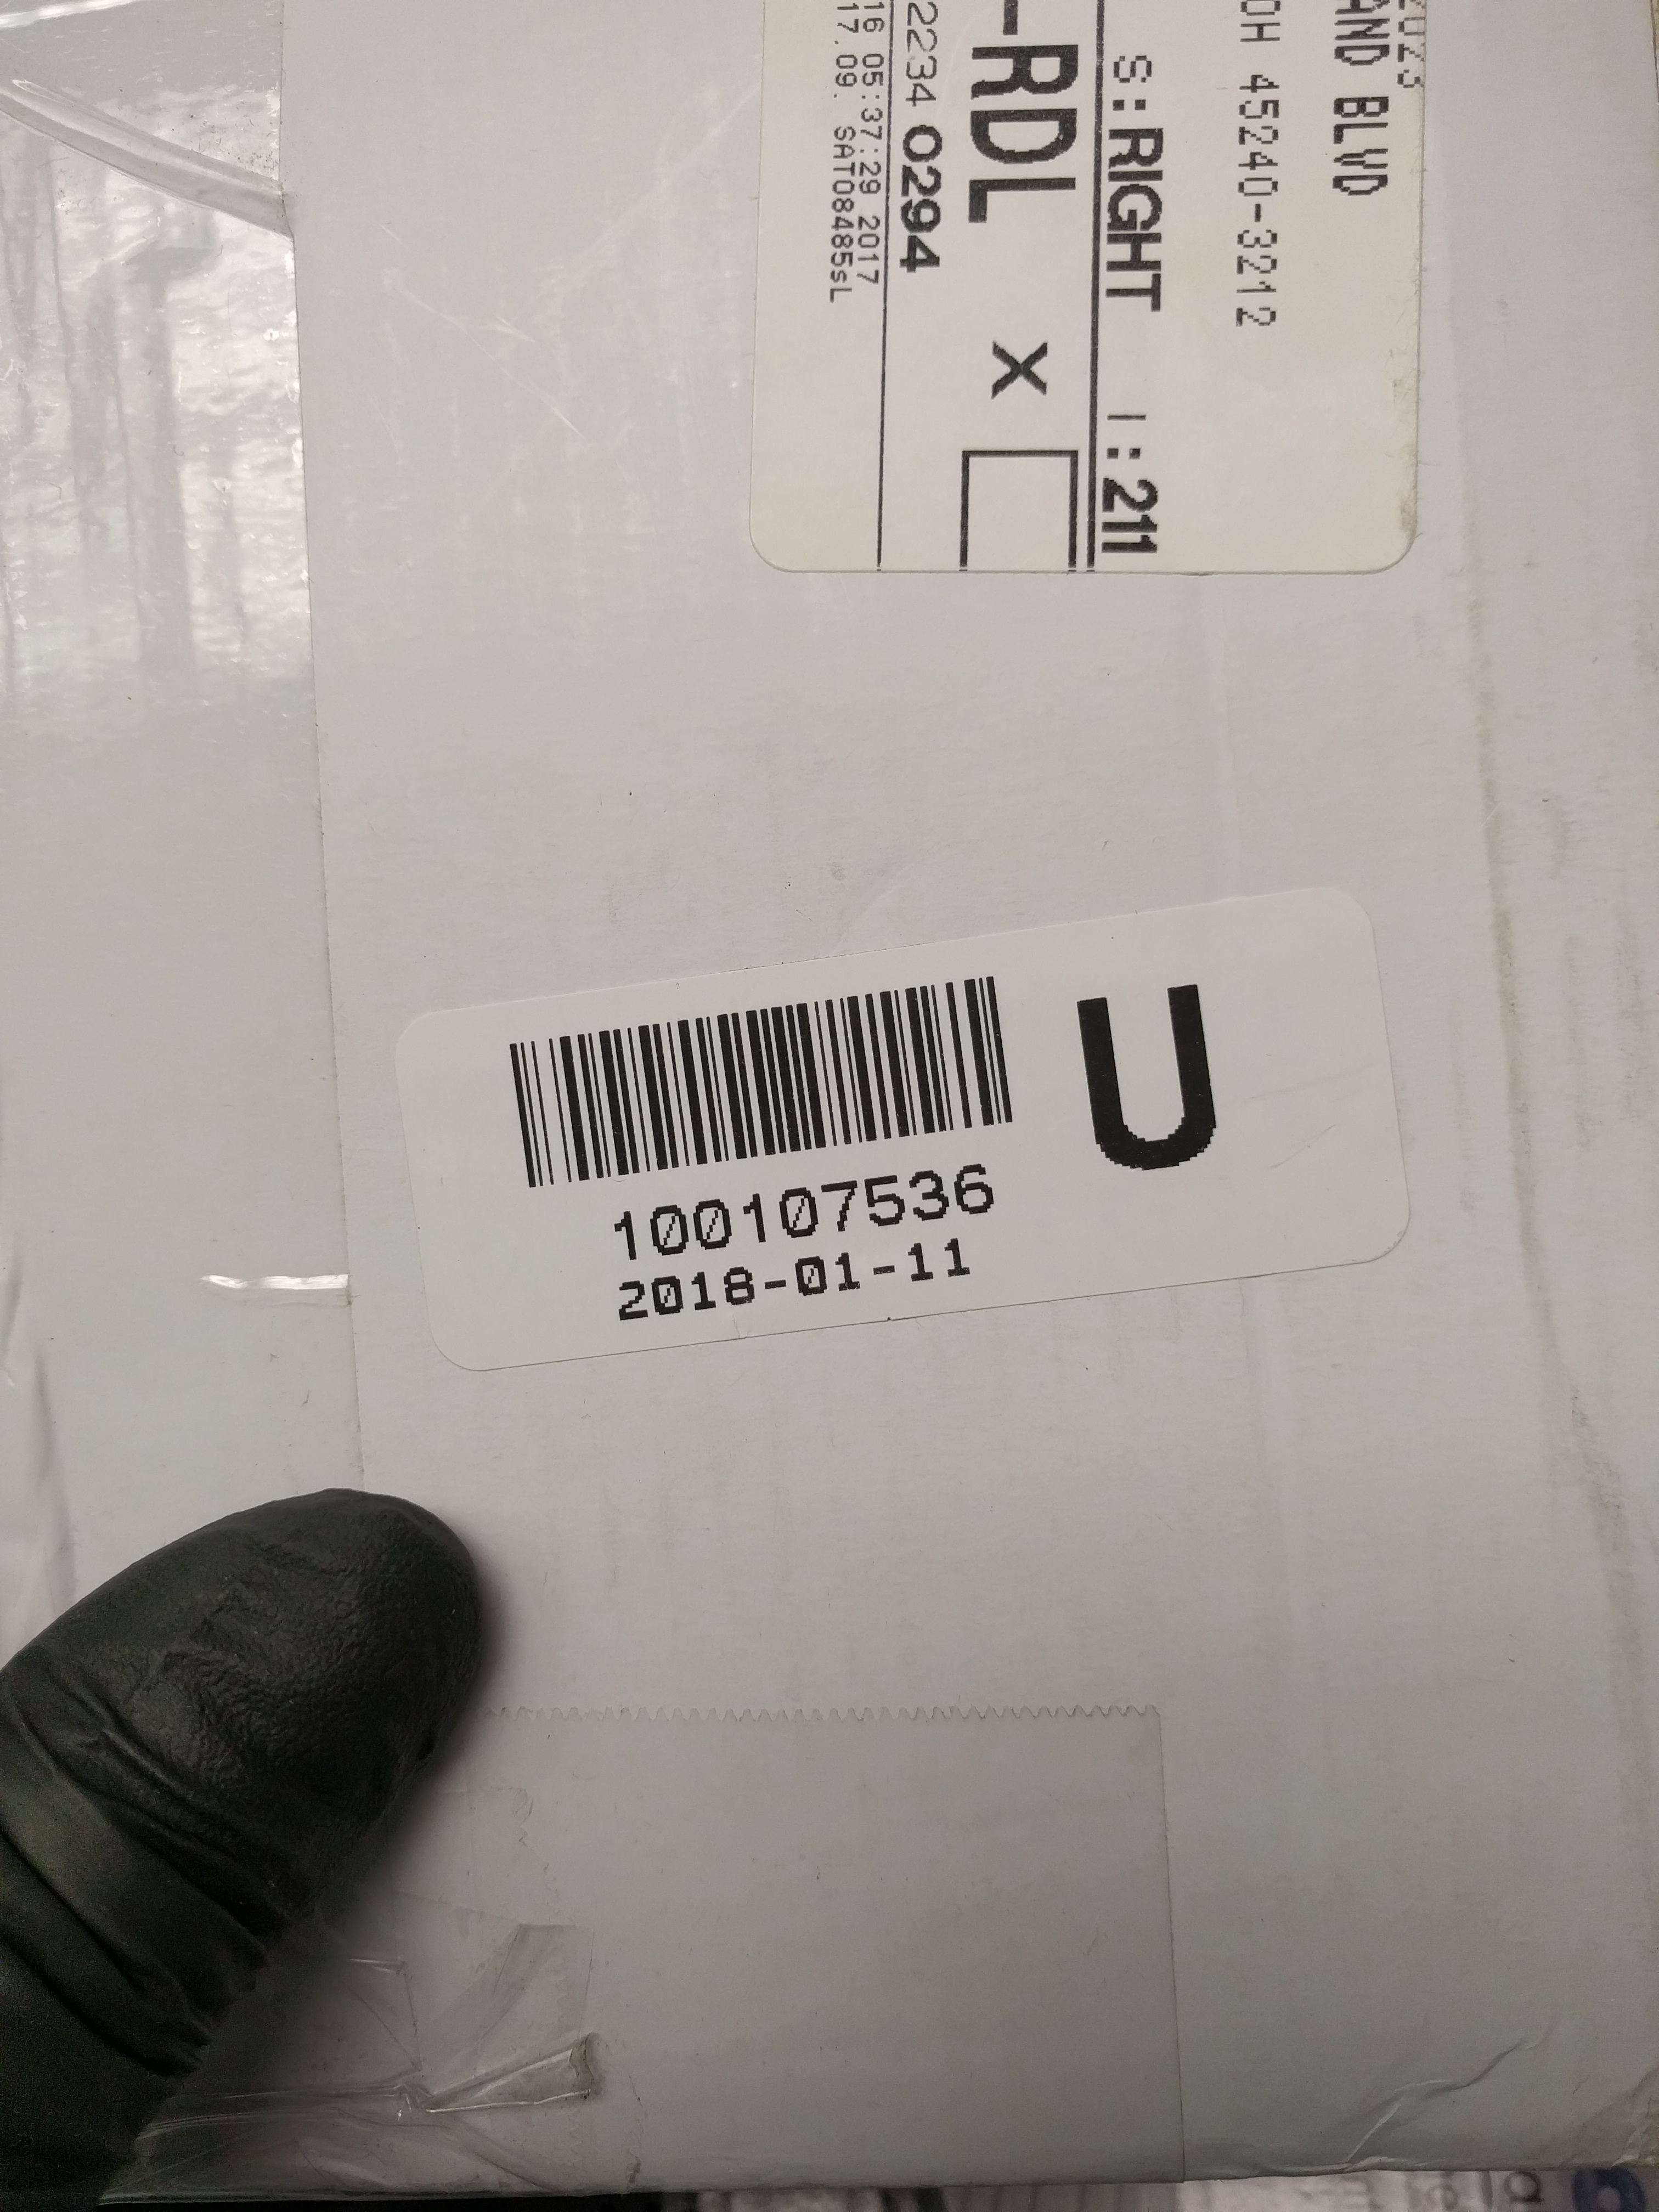 2023
AND BLVD
OH 45240-3212
S:RIGHT I:211
-RDL X
2234 0294
16 05:37:29 2017
17.09. SAT08485sL
U
100107536
2018-01-11